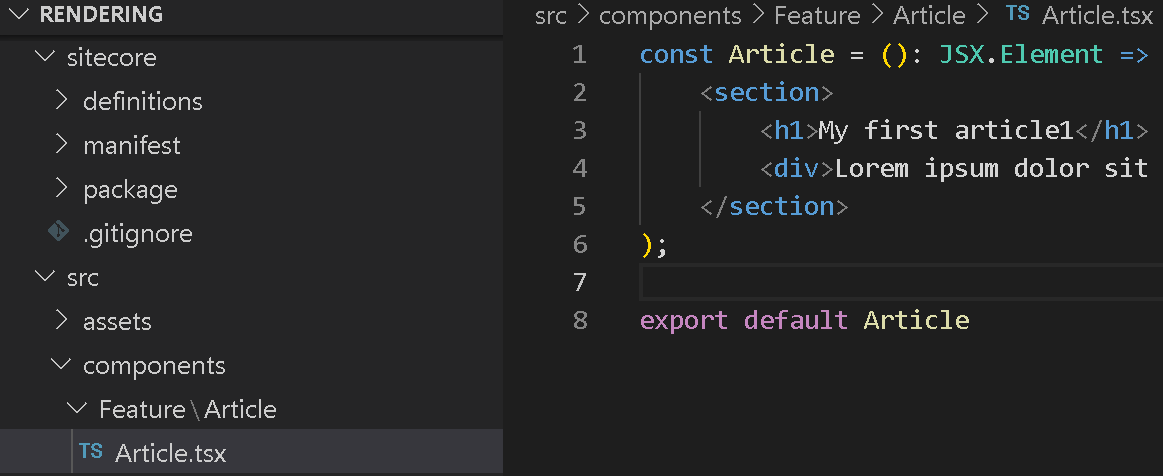 RENDERING
sitecore
definitions
manifest
package
.gitignore
src
assets
components
Feature\Article
TS Article.tsx
src > components > Feature > Article > TS Article.tsx
1 const Article = (): JSX.Element =>
2 <section>
3 <h1>My first article1</h1>
4 <div>Lorem ipsum dolor sit
5 </section>
6 );
7
8 export default Article